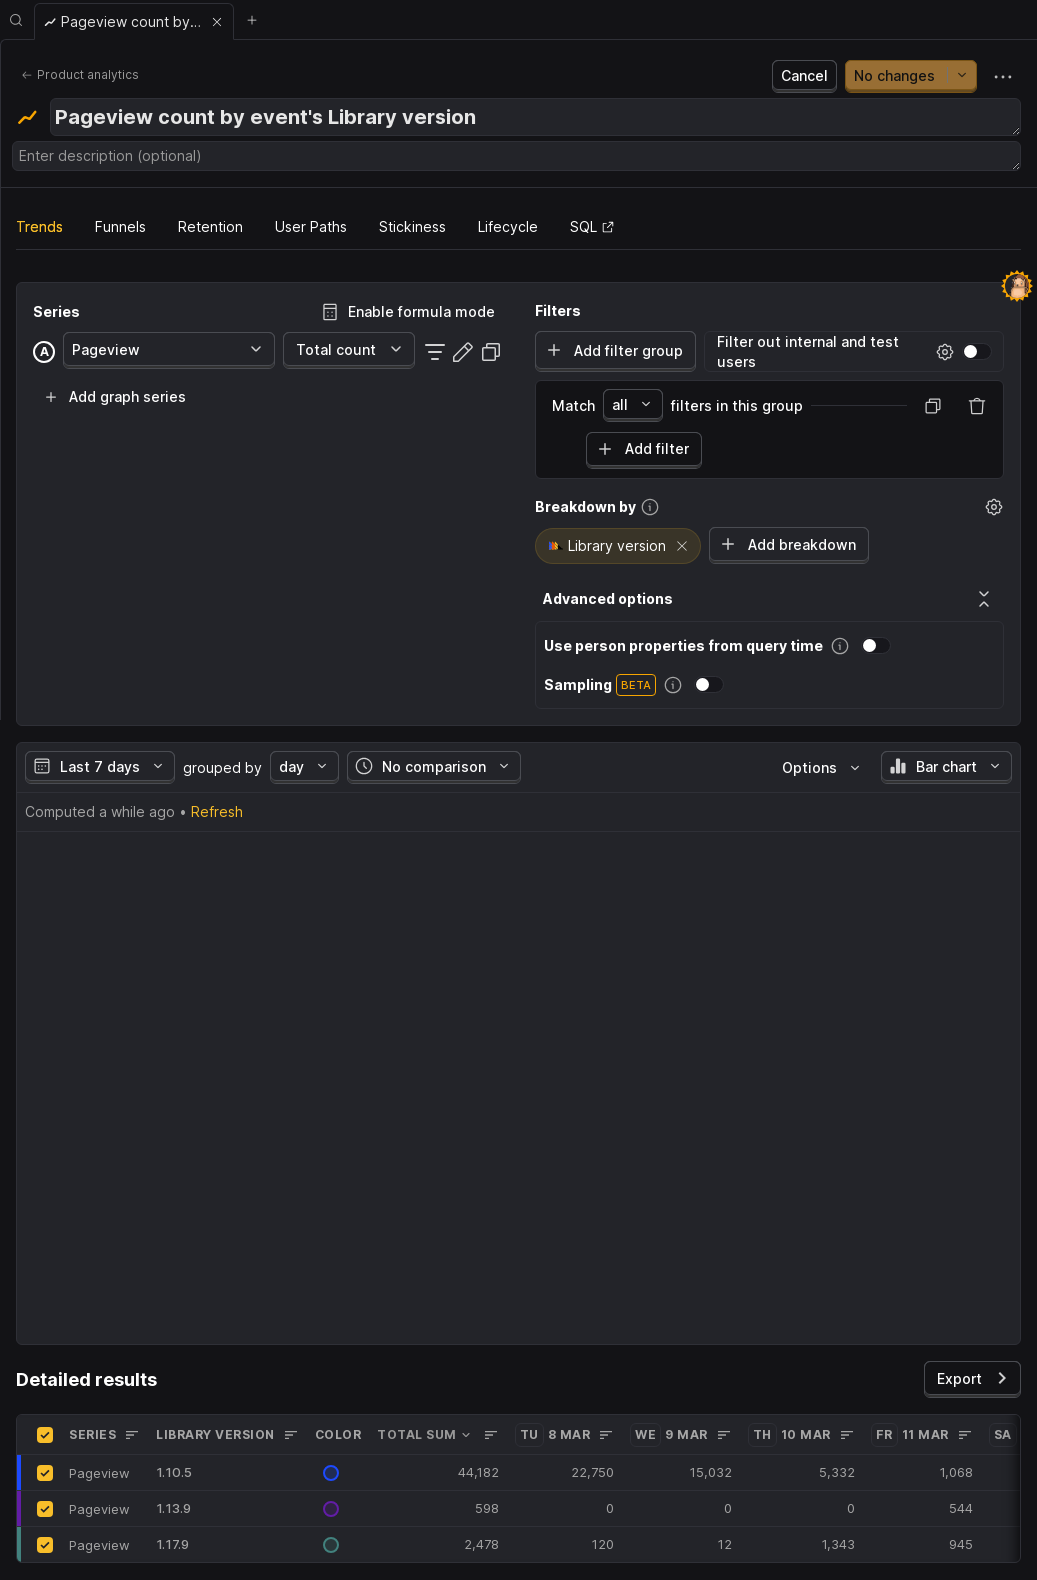 Pageview count by...
Product analytics
Cancel
No changes
Pageview count by event's Library version
Enter description (optional)
Trends
Funnels
Retention
User Paths
Stickiness
Lifecycle
SQL
Series
Enable formula mode
A
Pageview
Total count
Add graph series
Filters
Add filter group
Filter out internal and test
users
Match all filters in this group
Add filter
Breakdown by
Library version
Add breakdown
Advanced options
Use person properties from query time
Sampling BETA
Last 7 days grouped by day No comparison
Options
Bar chart
Computed a while ago • Refresh
Detailed results
Export
SERIES LIBRARY VERSION COLOR TOTAL SUM TU 8 MAR WE 9 MAR TH 10 MAR FR 11 MAR SA
Pageview 1.10.5 44,182 22,750 15,032 5,332 1,068
Pageview 1.13.9 598 0 0 0 544
Pageview 1.17.9 2,478 120 12 1,343 945